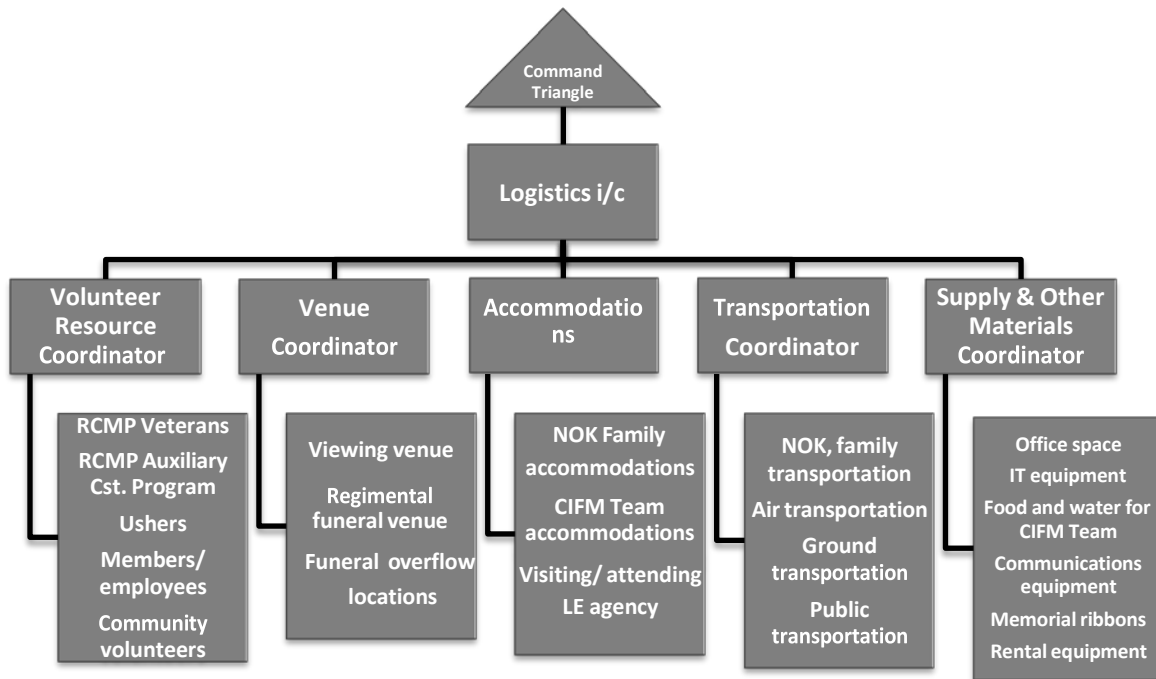 Command
Triangle
Logistics i/c
Volunteer
Resource
Coordinator
Venue
Coordinator
Accommodatio
ns
Transportation
Coordinator
Supply & Other
Materials
Coordinator
RCMP Veterans
RCMP Auxiliary
Cst. Program
Ushers
Members/
employees
Community
volunteers
Viewing venue
Regimental
funeral venue
Funeral overflow
locations
NOK Family
accommodations
CIFM Team
accommodations
Visiting/ attending
LE agency
NOK, family
transportation
Air transportation
Ground
transportation
Public
transportation
Office space
IT equipment
Food and water for
CIFM Team
Communications
equipment
Memorial ribbons
Rental equipment